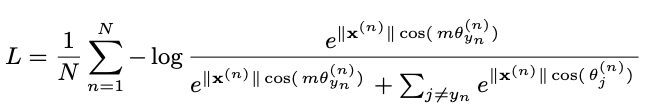 L = \frac{1}{N} \sum_{n=1}^{N} -\log \frac{e^{\|\mathbf{x}^{(n)}\| \cos(m\theta_{y_n}^{(n)})}}{e^{\|\mathbf{x}^{(n)}\| \cos(m\theta_{y_n}^{(n)})} + \sum_{j \neq y_n} e^{\|\mathbf{x}^{(n)}\| \cos(\theta_j^{(n)})}}